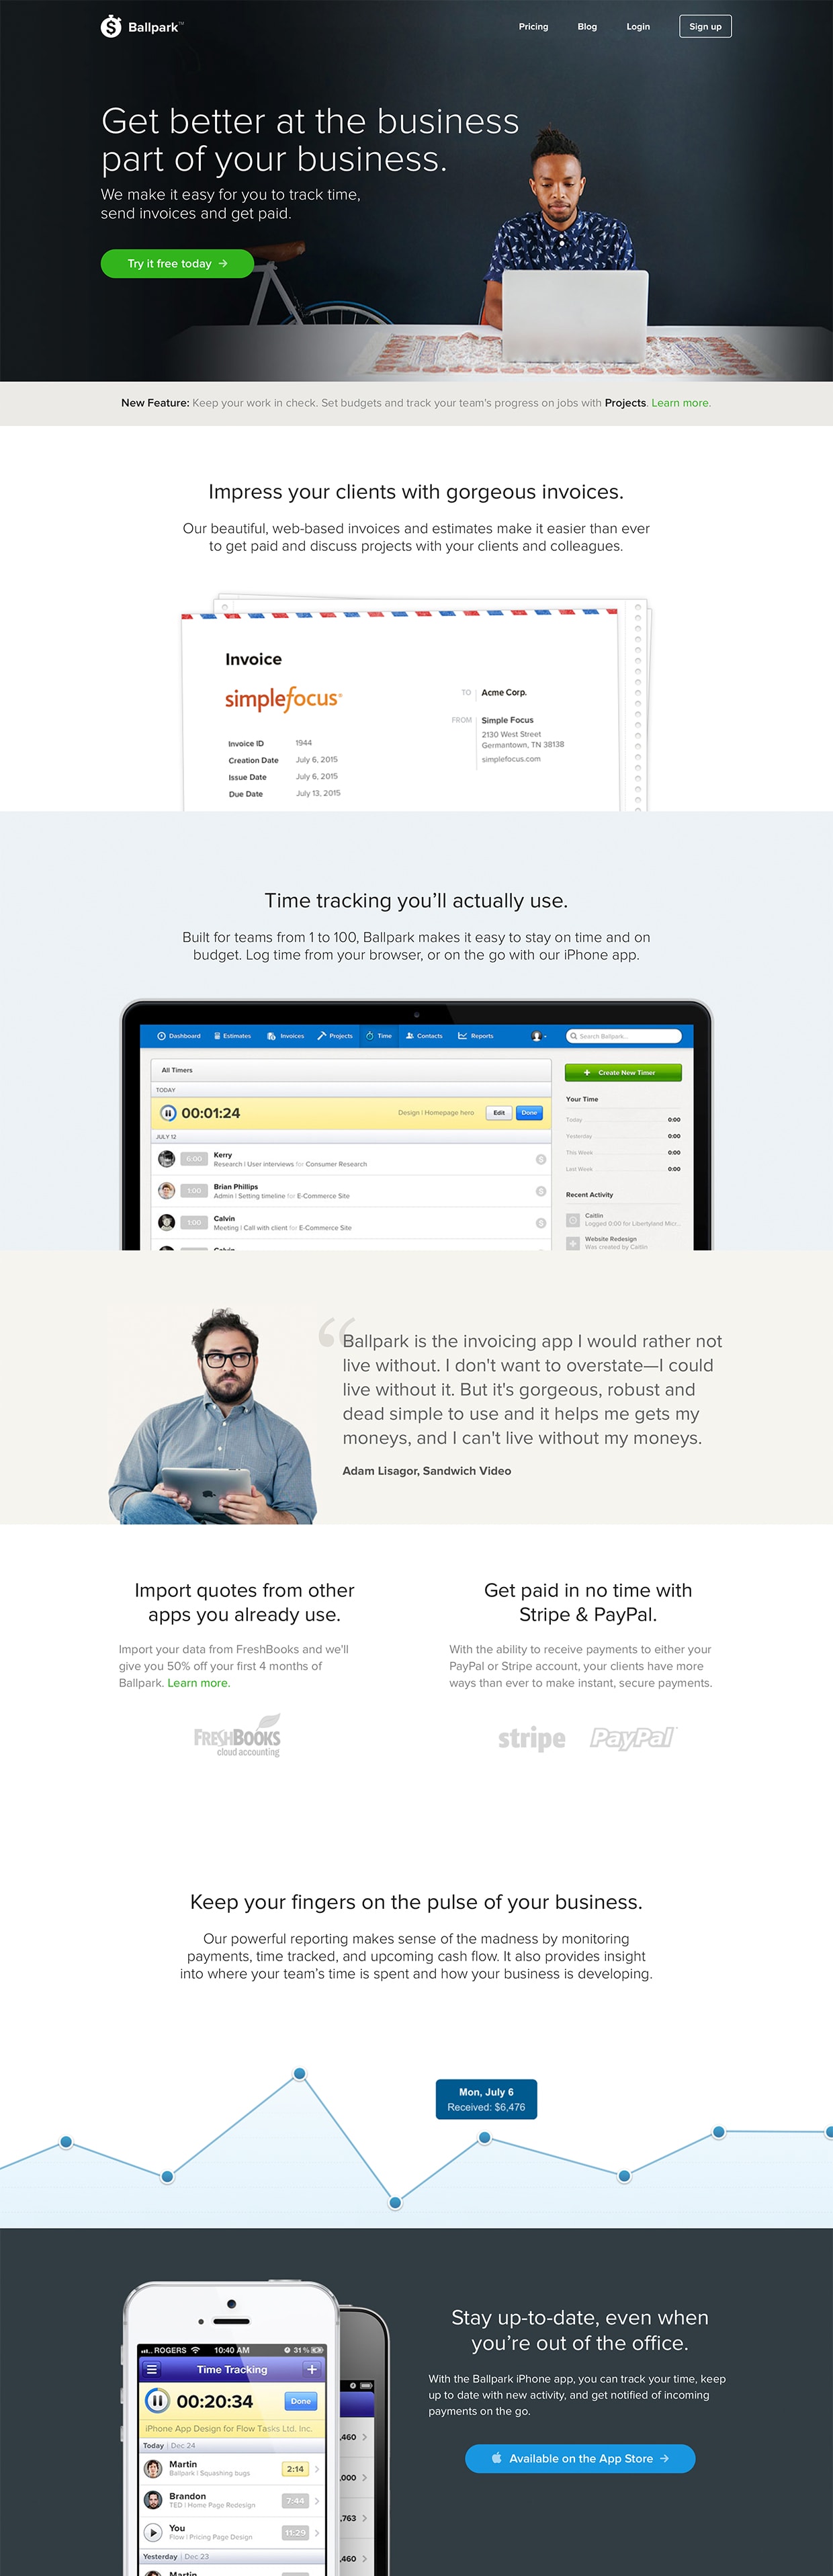 Ballpark™
Pricing
Blog
Login
Sign up
Get better at the business
part of your business.
We make it easy for you to track time,
send invoices and get paid.
Try it free today →
New Feature: Keep your work in check. Set budgets and track your team's progress on jobs with Projects. Learn more.
Impress your clients with gorgeous invoices.
Our beautiful, web-based invoices and estimates make it easier than ever
to get paid and discuss projects with your clients and colleagues.
Invoice
simplefocus®
TO Acme Corp.
FROM Simple Focus
2130 West Street
Germantown, TN 38138
simplefocus.com
Invoice ID 1944
Creation Date July 6, 2015
Issue Date July 6, 2015
Due Date July 13, 2015
Time tracking you’ll actually use.
Built for teams from 1 to 100, Ballpark makes it easy to stay on time and on
budget. Log time from your browser, or on the go with our iPhone app.
Dashboard
Estimates
Invoices
Projects
Time
Contacts
Reports
Search Ballpark...
All Timers
TODAY
00:01:24
Design | Homepage hero
Edit
Done
JULY 12
6:00
Kerry
Research | User interviews for Consumer Research
1:00
Brian Phillips
Admin | Setting timeline for E-Commerce Site
1:00
Calvin
Meeting | Call with client for E-Commerce Site
Calvin
+ Create New Timer
Your Time
Today 0:00
Yesterday 0:00
This Week 0:00
Last Week 0:00
Recent Activity
Caitlin
Logged 0:00 for Libertyland Micr...
Website Redesign
Was created by Caitlin
“Ballpark is the invoicing app I would rather not
live without. I don't want to overstate—I could
live without it. But it's gorgeous, robust and
dead simple to use and it helps me gets my
moneys, and I can't live without my moneys.
Adam Lisagor, Sandwich Video
Import quotes from other
apps you already use.
Import your data from FreshBooks and we'll
give you 50% off your first 4 months of
Ballpark. Learn more.
FRESHBOOKS
cloud accounting
Get paid in no time with
Stripe & PayPal.
With the ability to receive payments to either your
PayPal or Stripe account, your clients have more
ways than ever to make instant, secure payments.
stripe
PayPal
Keep your fingers on the pulse of your business.
Our powerful reporting makes sense of the madness by monitoring
payments, time tracked, and upcoming cash flow. It also provides insight
into where your team’s time is spent and how your business is developing.
Mon, July 6
Received: $6,476
ROGERS
10:40 AM
31%
Time Tracking
+
00:20:34
Done
iPhone App Design for Flow Tasks Ltd. Inc.
Today | Dec 24
Martin
Ballpark | Squashing bugs
2:14
Brandon
TED | Home Page Redesign
7:44
You
Flow | Pricing Page Design
11:29
Yesterday | Dec 23
Martin
,460
,000
,763
,460
Stay up-to-date, even when
you’re out of the office.
With the Ballpark iPhone app, you can track your time, keep
up to date with new activity, and get notified of incoming
payments on the go.
Available on the App Store →